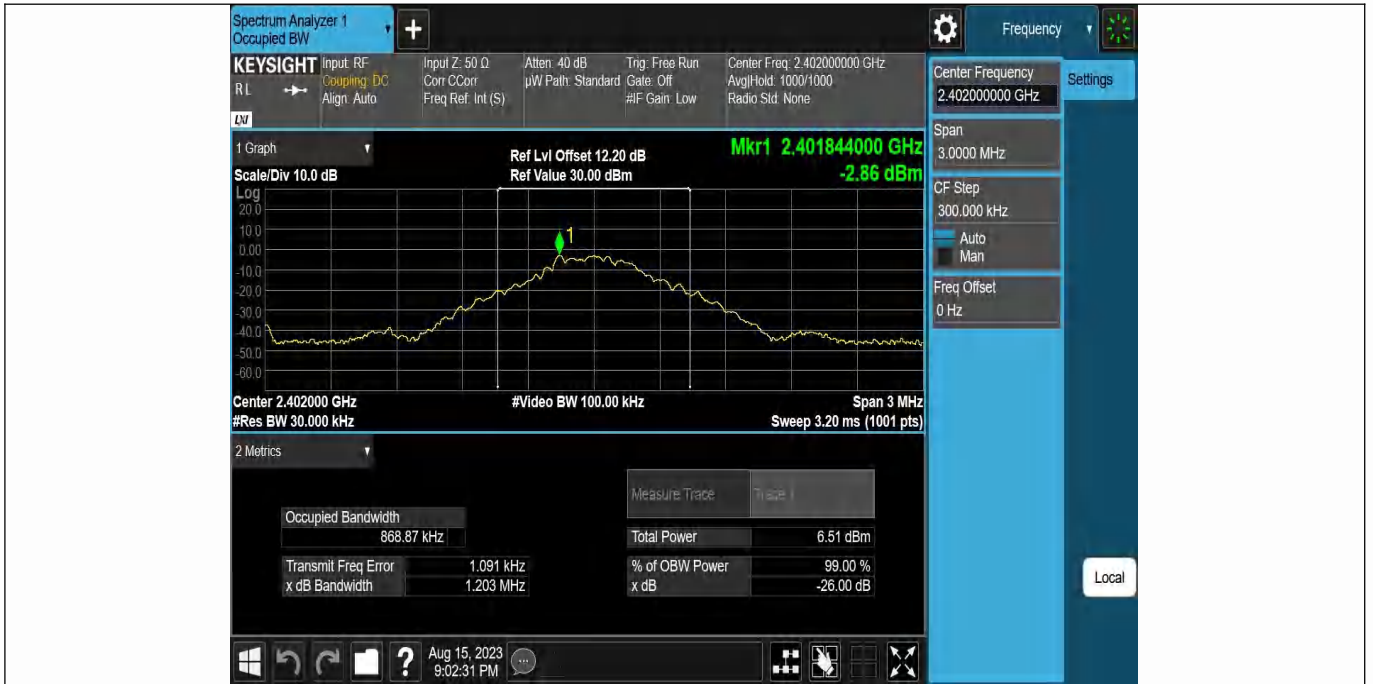 Spectrum Analyzer 1
Occupied BW
Frequency
KEYSIGHT
RL
LXI
Input: RF
Coupling: DC
Align: Auto
Input Z: 50 Ω
Corr CCorr
Freq Ref: Int (S)
Atten: 40 dB
µW Path: Standard
Trig: Free Run
Gate: Off
#IF Gain: Low
Center Freq: 2.402000000 GHz
Avg|Hold: 1000/1000
Radio Std: None
Center Frequency
2.402000000 GHz
Settings
Span
3.0000 MHz
CF Step
300.000 kHz
Auto
Man
Freq Offset
0 Hz
Local
1 Graph
Scale/Div 10.0 dB
Ref Lvl Offset 12.20 dB
Ref Value 30.00 dBm
Mkr1 2.401844000 GHz
-2.86 dBm
Log
20.0
10.0
0.00
-10.0
-20.0
-30.0
-40.0
-50.0
-60.0
1
Center 2.402000 GHz
#Video BW 100.00 kHz
Span 3 MHz
#Res BW 30.000 kHz
Sweep 3.20 ms (1001 pts)
2 Metrics
Measure Trace
Trace 1
Occupied Bandwidth
868.87 kHz
Total Power
6.51 dBm
Transmit Freq Error
1.091 kHz
% of OBW Power
99.00 %
x dB Bandwidth
1.203 MHz
x dB
-26.00 dB
?
Aug 15, 2023
9:02:31 PM